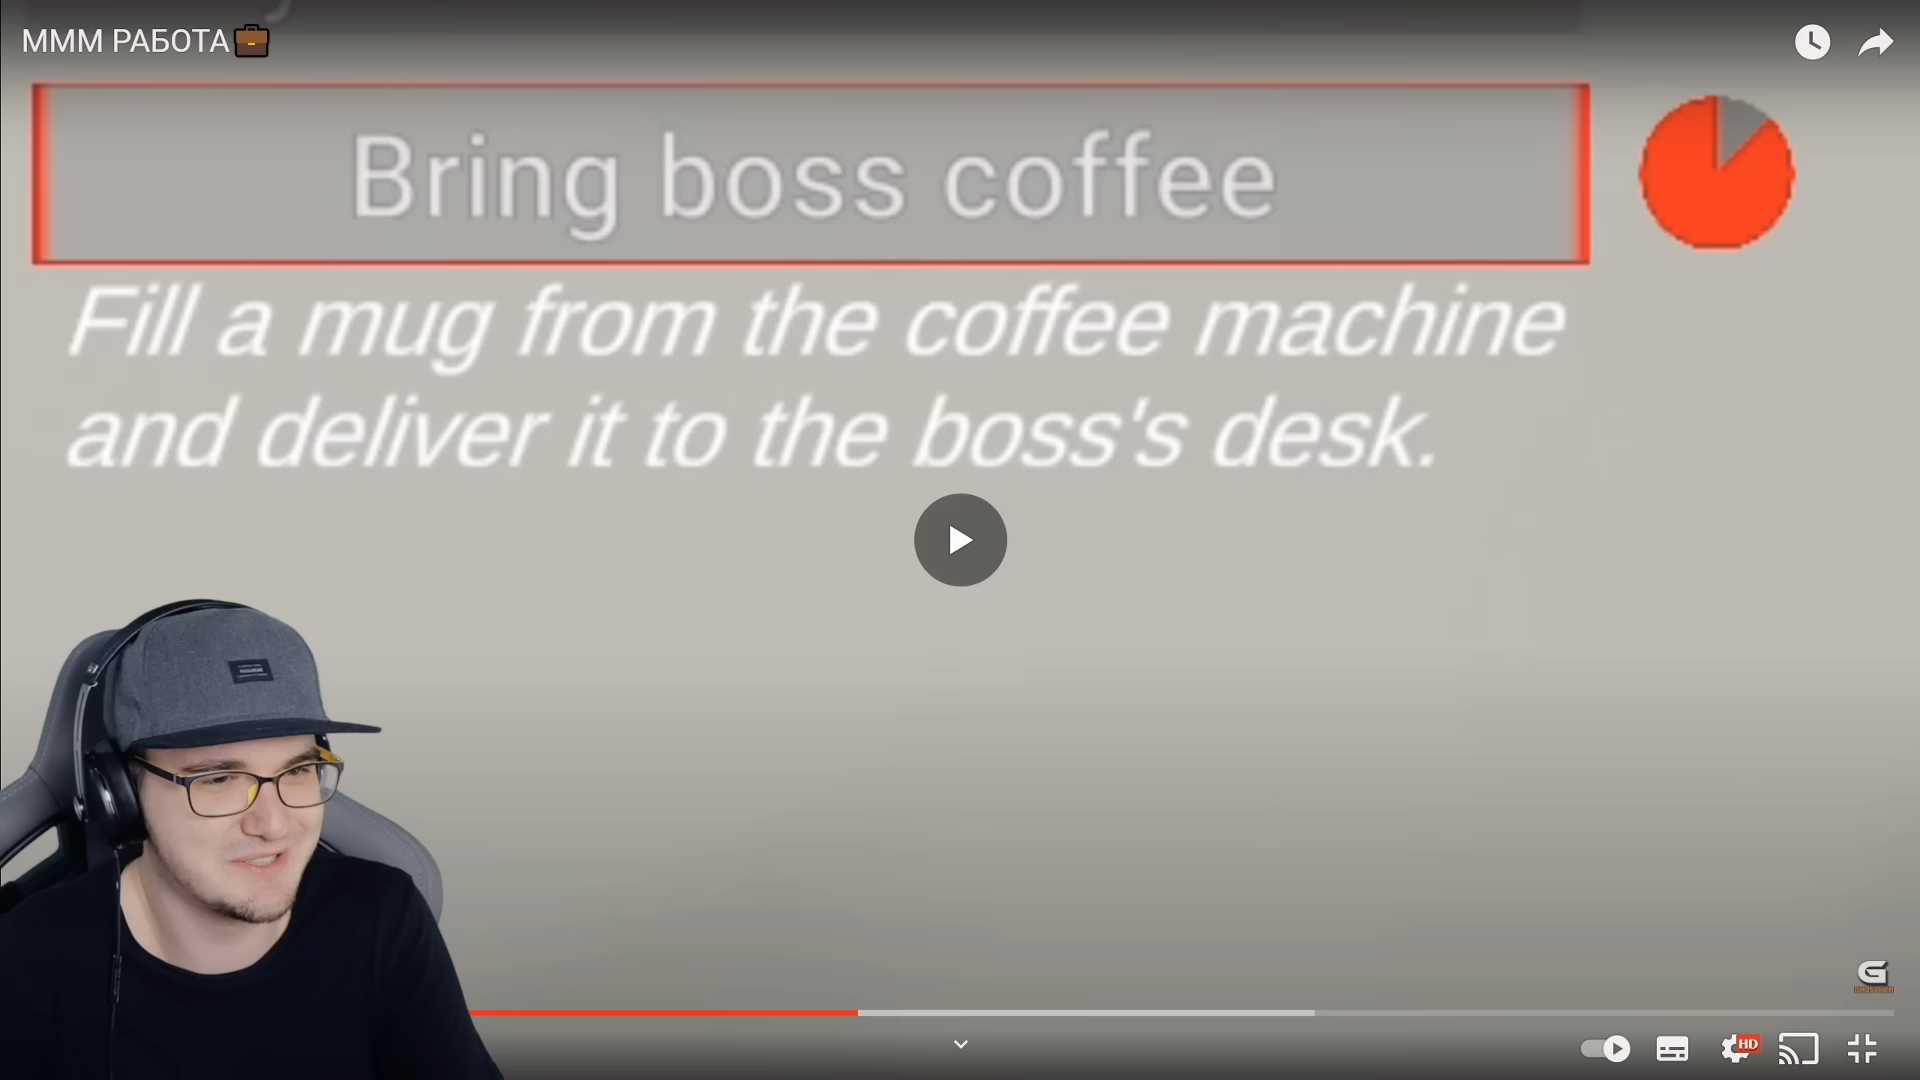 МММ РАБОТА
Bring boss coffee
Fill a mug from the coffee machine
and deliver it to the boss's desk.
HD